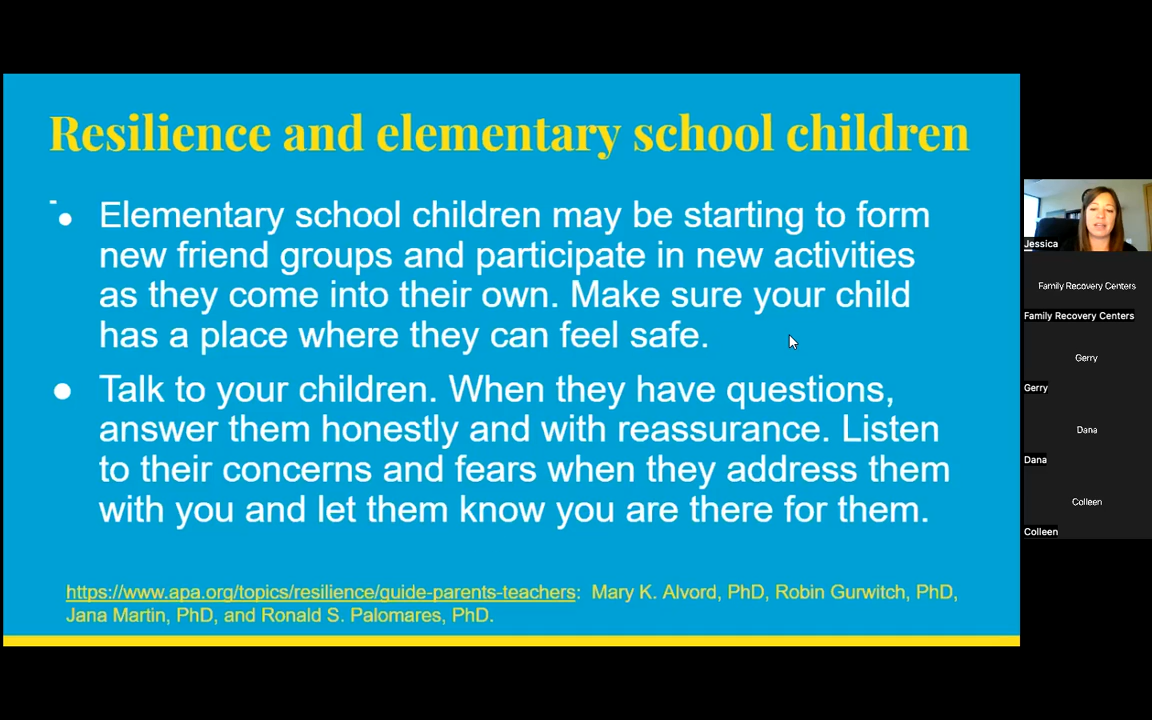 Resilience and elementary school children
- ● Elementary school children may be starting to form
new friend groups and participate in new activities
as they come into their own. Make sure your child
has a place where they can feel safe.
● Talk to your children. When they have questions,
answer them honestly and with reassurance. Listen
to their concerns and fears when they address them
with you and let them know you are there for them.
https://www.apa.org/topics/resilience/guide-parents-teachers: Mary K. Alvord, PhD, Robin Gurwitch, PhD,
Jana Martin, PhD, and Ronald S. Palomares, PhD.
Jessica
Family Recovery Centers
Family Recovery Centers
Gerry
Gerry
Dana
Dana
Colleen
Colleen